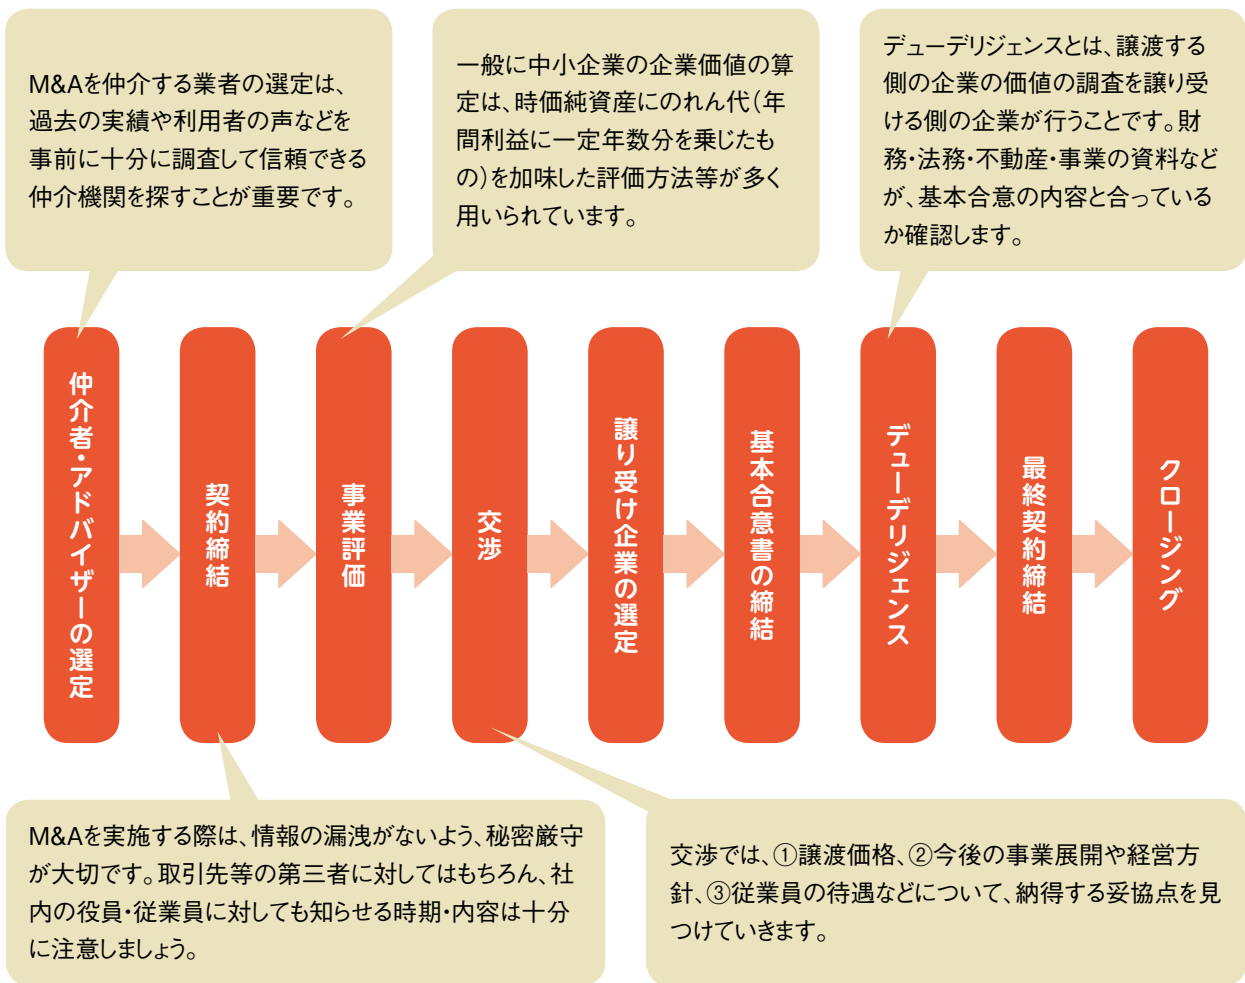 M&Aを仲介する業者の選定は、
過去の実績や利用者の声などを
事前に十分に調査して信頼できる
仲介機関を探すことが重要です。
一般に中小企業の企業価値の算
定は、時価純資産にのれん代(年
間利益に一定年数分を乗じたも
の)を加味した評価方法等が多く
用いられています。
デューデリジェンスとは、譲渡する
側の企業の価値の調査を譲り受
ける側の企業が行うことです。財
務・法務・不動産・事業の資料など
が、基本合意の内容と合っている
か確認します。
仲介者・アドバイザーの選定
契約締結
事業評価
交渉
譲り受け企業の選定
基本合意書の締結
デューデリジェンス
最終契約締結
クロージング
M&Aを実施する際は、情報の漏洩がないよう、秘密厳守
が大切です。取引先等の第三者に対してはもちろん、社
内の役員・従業員に対しても知らせる時期・内容は十分
に注意しましょう。
交渉では、①譲渡価格、②今後の事業展開や経営方
針、③従業員の待遇などについて、納得する妥協点を見
つけていきます。